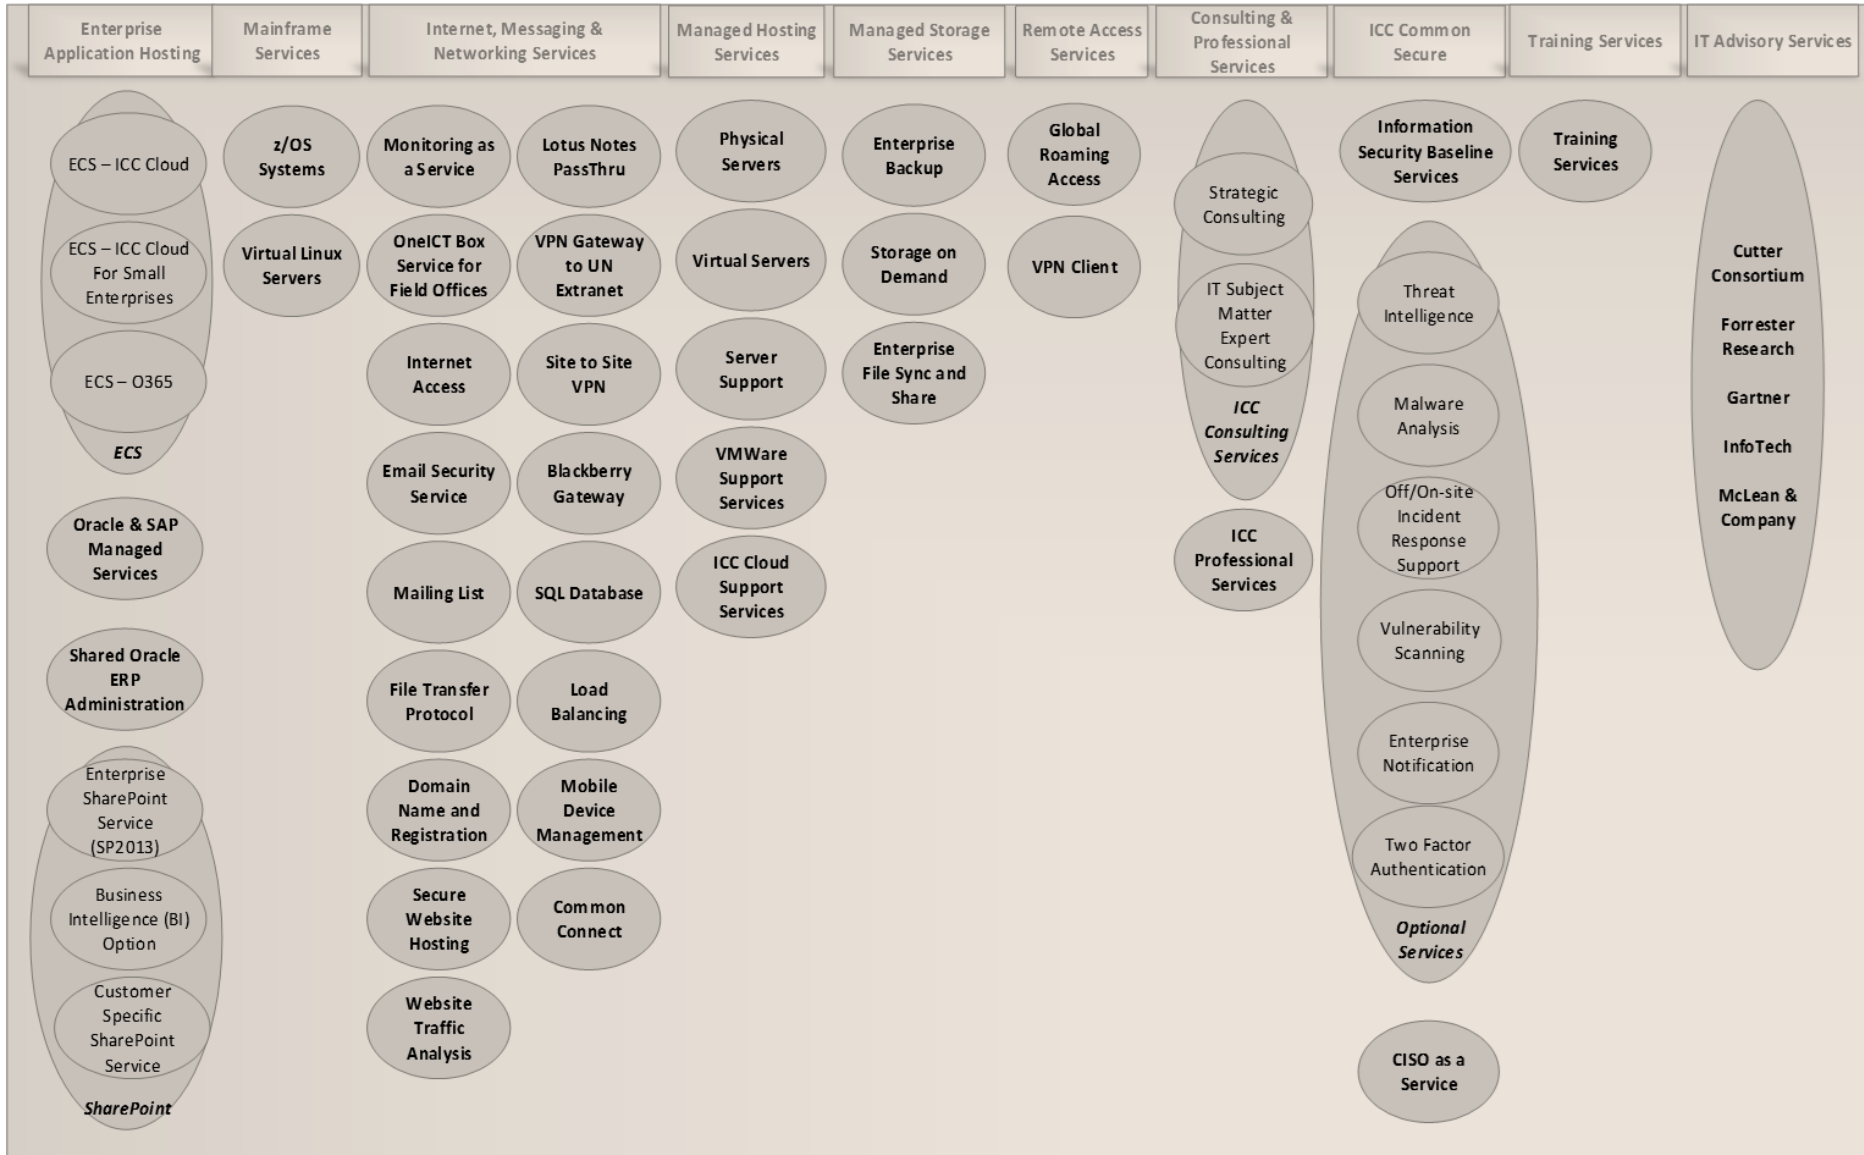 Enterprise
Application Hosting
Mainframe
Services
Internet, Messaging &
Networking Services
Managed Hosting
Services
Managed Storage
Services
Remote Access
Services
Consulting &
Professional
Services
ICC Common
Secure
Training Services
IT Advisory Services
ECS – ICC Cloud
ECS – ICC Cloud
For Small
Enterprises
ECS – O365
ECS
Oracle & SAP
Managed
Services
Shared Oracle
ERP
Administration
Enterprise
SharePoint
Service
(SP2013)
Business
Intelligence (BI)
Option
Customer
Specific
SharePoint
Service
SharePoint
z/OS
Systems
Virtual Linux
Servers
Monitoring as
a Service
OneICT Box
Service for
Field Offices
Internet
Access
Email Security
Service
Mailing List
File Transfer
Protocol
Domain
Name and
Registration
Secure
Website
Hosting
Website
Traffic
Analysis
Lotus Notes
PassThru
VPN Gateway
to UN
Extranet
Site to Site
VPN
Blackberry
Gateway
SQL Database
Load
Balancing
Mobile
Device
Management
Common
Connect
Physical
Servers
Virtual Servers
Server
Support
VMWare
Support
Services
ICC Cloud
Support
Services
Enterprise
Backup
Storage on
Demand
Enterprise
File Sync and
Share
Global
Roaming
Access
VPN Client
Strategic
Consulting
IT Subject
Matter
Expert
Consulting
ICC
Consulting
Services
ICC
Professional
Services
Information
Security Baseline
Services
Threat
Intelligence
Malware
Analysis
Off/On-site
Incident
Response
Support
Vulnerability
Scanning
Enterprise
Notification
Two Factor
Authentication
Optional
Services
CISO as a
Service
Training
Services
Cutter
Consortium
Forrester
Research
Gartner
InfoTech
McLean &
Company